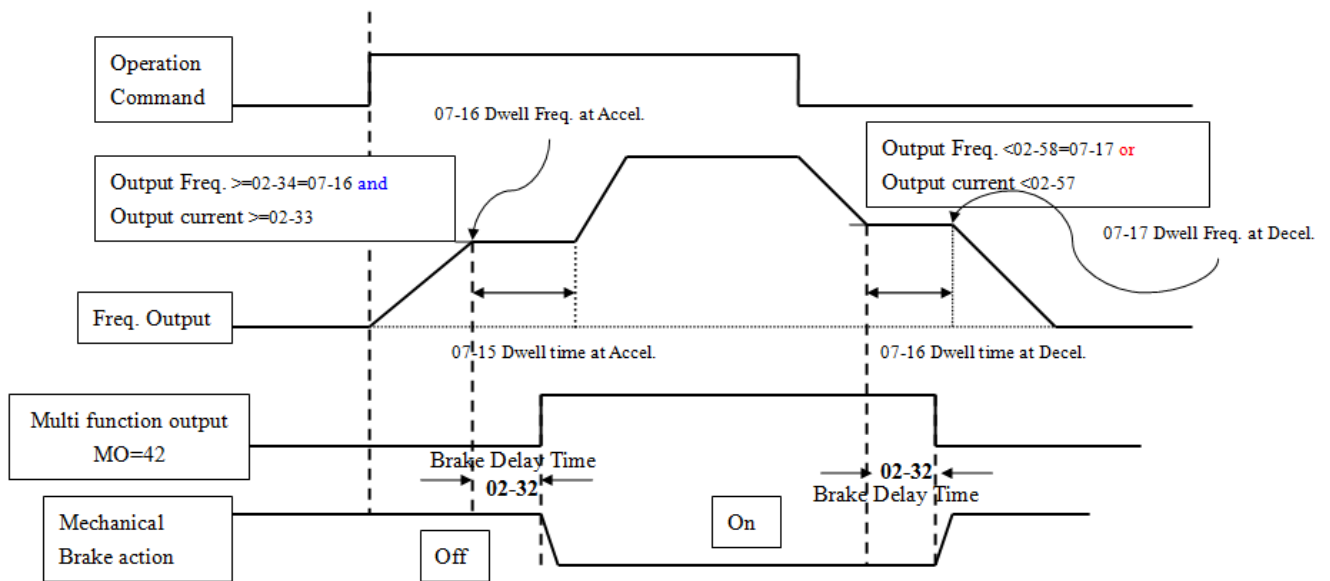 Operation
Command
07-16 Dwell Freq. at Accel.
Output Freq. >=02-34=07-16 and
Output current >=02-33
Output Freq. <02-58=07-17 or
Output current <02-57
07-17 Dwell Freq. at Decel.
Freq. Output
07-15 Dwell time at Accel.
07-16 Dwell time at Decel.
Multi function output
MO=42
Brake Delay Time
02-32
02-32
Brake Delay Time
Mechanical
Brake action
Off
On